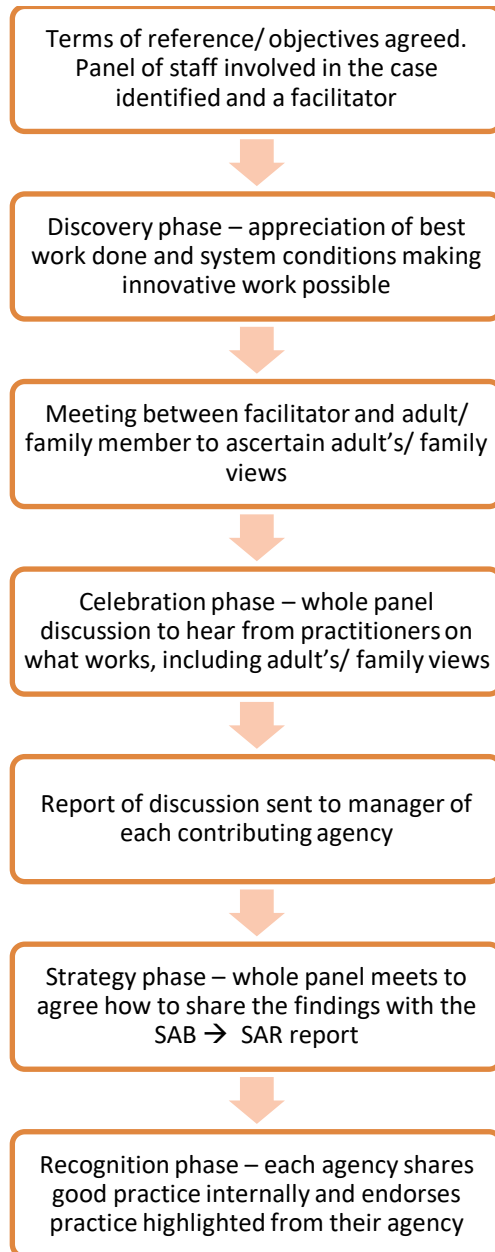 Terms of reference/ objectives agreed.
Panel of staff involved in the case
identified and a facilitator
Discovery phase – appreciation of best
work done and system conditions making
innovative work possible
Meeting between facilitator and adult/
family member to ascertain adult’s/ family
views
Celebration phase – whole panel
discussion to hear from practitioners on
what works, including adult’s/ family views
Report of discussion sent to manager of
each contributing agency
Strategy phase – whole panel meets to
agree how to share the findings with the
SAB → SAR report
Recognition phase – each agency shares
good practice internally and endorses
practice highlighted from their agency